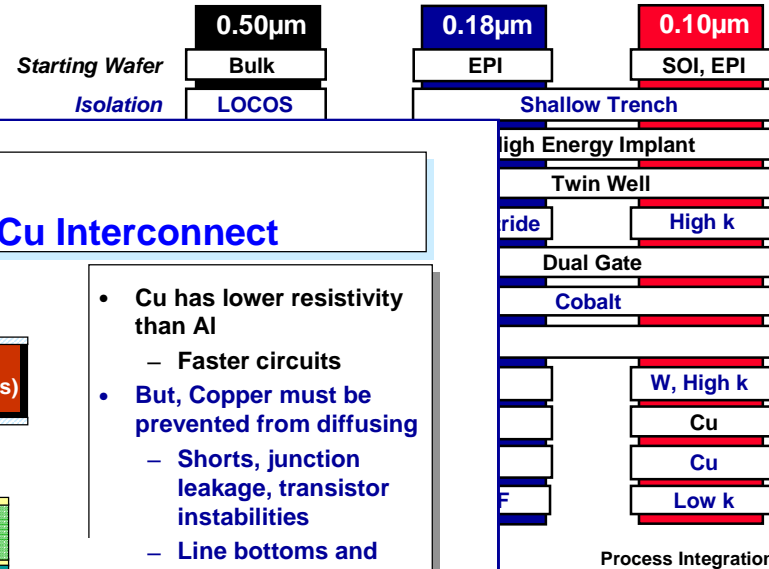 0.50µm 0.18µm 0.10µm
Starting Wafer Bulk EPI SOI, EPI
Isolation LOCOS Shallow Trench
Energy Implant
Twin Well
High k
Dual Gate
Cobalt
W, High k
Cu
Cu
Low k
Process Integration
Cu Interconnect
• Cu has lower resistivity
than Al
– Faster circuits
• But, Copper must be
prevented from diffusing
– Shorts, junction
leakage, transistor
instabilities
– Line bottoms and